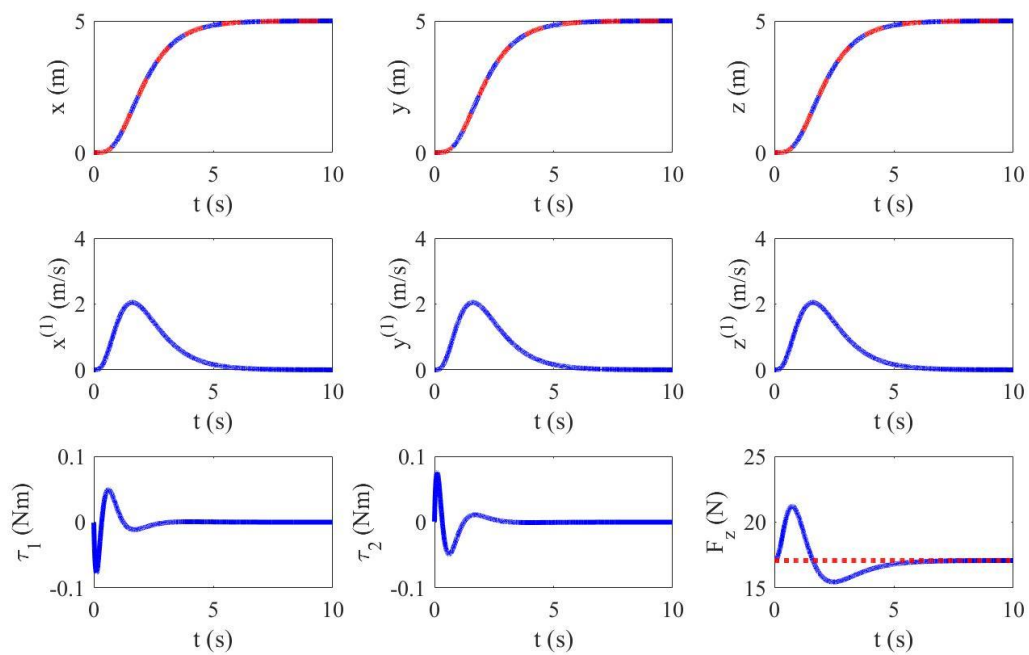 5
x (m)
0
0 5 10
t (s)
5
y (m)
0
0 5 10
t (s)
5
z (m)
0
0 5 10
t (s)
4
x(1) (m/s)
2
0
0 5 10
t (s)
4
y(1) (m/s)
2
0
0 5 10
t (s)
4
z(1) (m/s)
2
0
0 5 10
t (s)
0.1
τ1 (Nm)
0
-0.1
0 5 10
t (s)
0.1
τ2 (Nm)
0
-0.1
0 5 10
t (s)
25
Fz (N)
20
15
0 5 10
t (s)